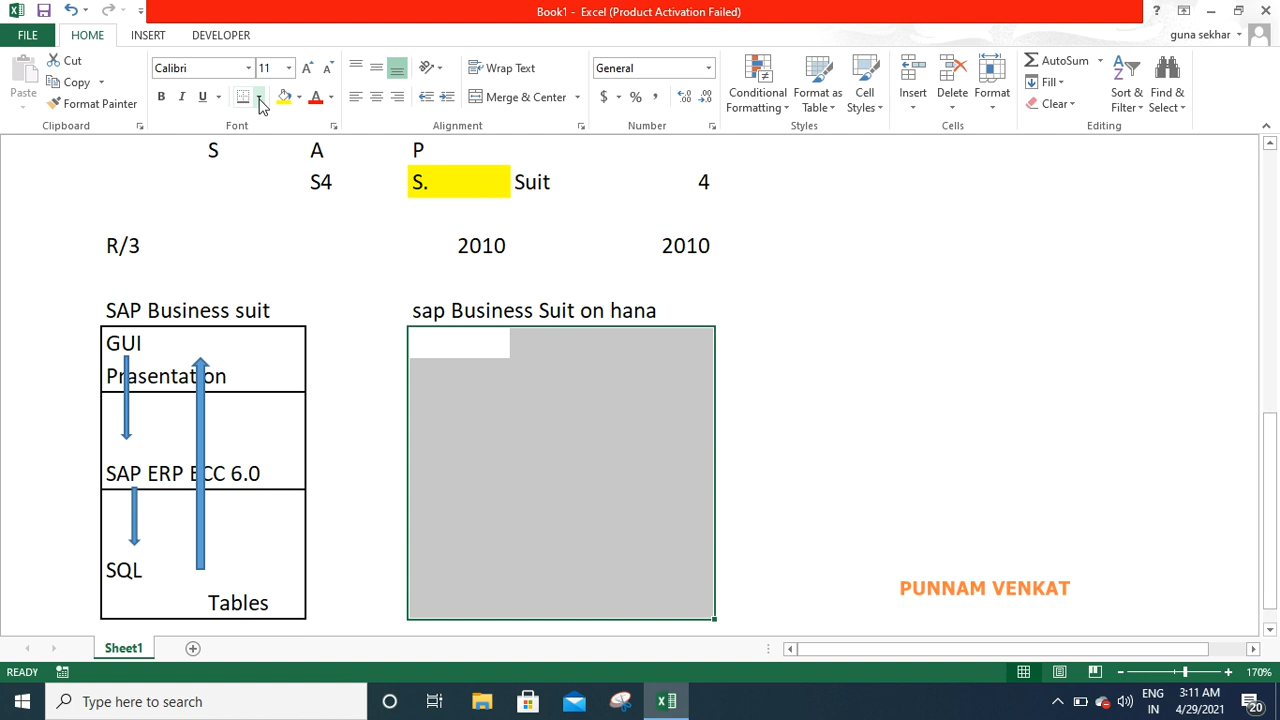 Book1 - Excel (Product Activation Failed)
?
FILE
HOME
INSERT
DEVELOPER
guna sekhar
Paste
Cut
Copy
Format Painter
Clipboard
Calibri
11
B I U
A
Font
Wrap Text
Merge & Center
Alignment
General
$ % ,
Number
Conditional Formatting
Format as Table
Cell Styles
Styles
Insert
Delete
Format
Cells
AutoSum
Fill
Clear
Sort & Filter
Find & Select
Editing
S A P
S4 S. Suit 4
R/3 2010 2010
SAP Business suit sap Business Suit on hana
GUI
Prasentation
SAP ERP ECC 6.0
SQL
Tables
PUNNAM VENKAT
Sheet1
READY
170%
Type here to search
ENG
IN
3:11 AM
4/29/2021
20